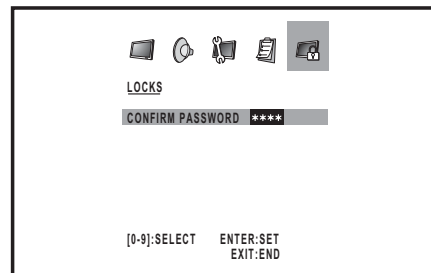 LOCKS
CONFIRM PASSWORD ****
[0-9]:SELECT ENTER:SET
EXIT:END